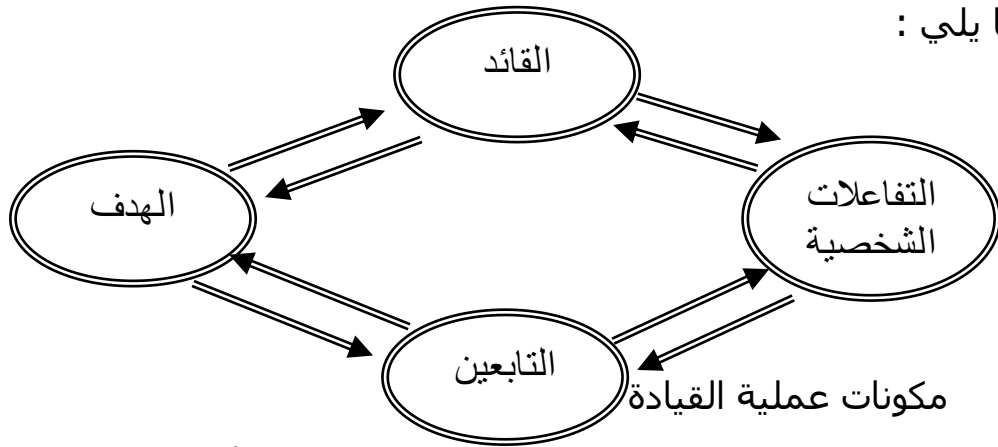 يلي :
القائد
التفاعلات
الشخصية
الهدف
التابعين
مكونات عملية القيادة